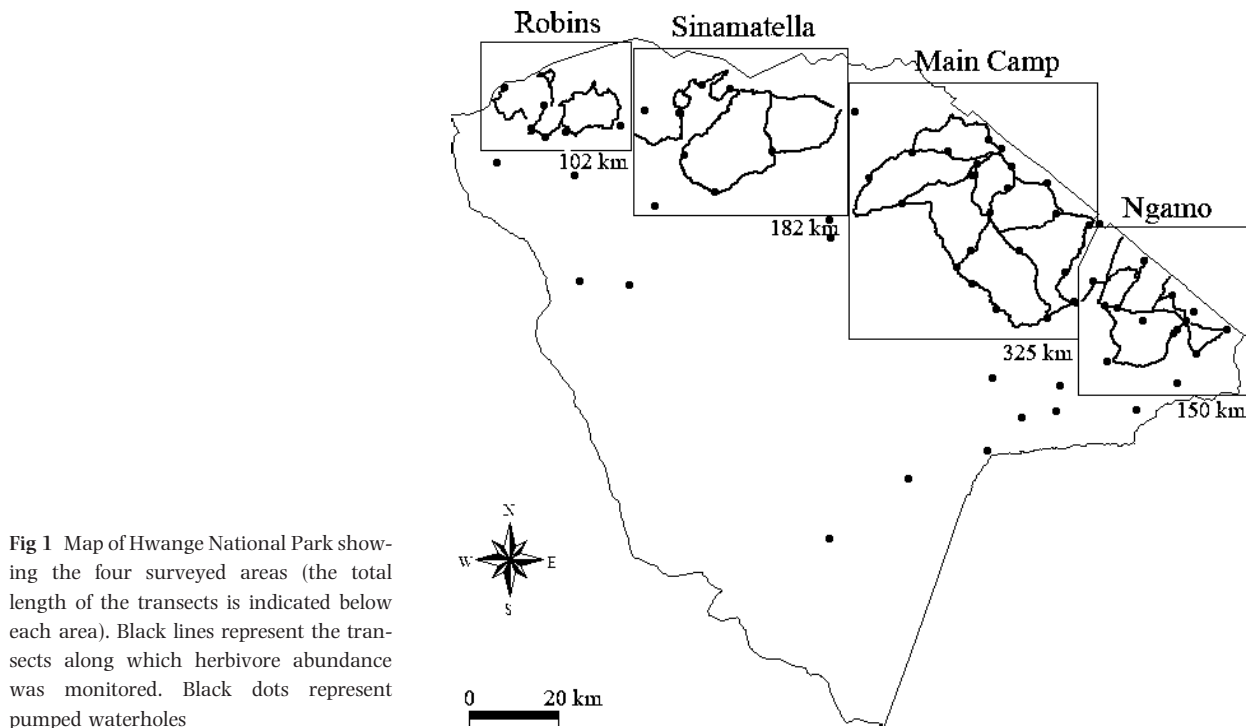 Robins
Sinamatella
Main Camp
Ngamo
102 km
182 km
325 km
150 km
N
W
E
S
0 20 km
Fig 1 Map of Hwange National Park show-
ing the four surveyed areas (the total
length of the transects is indicated below
each area). Black lines represent the tran-
sects along which herbivore abundance
was monitored. Black dots represent
pumped waterholes